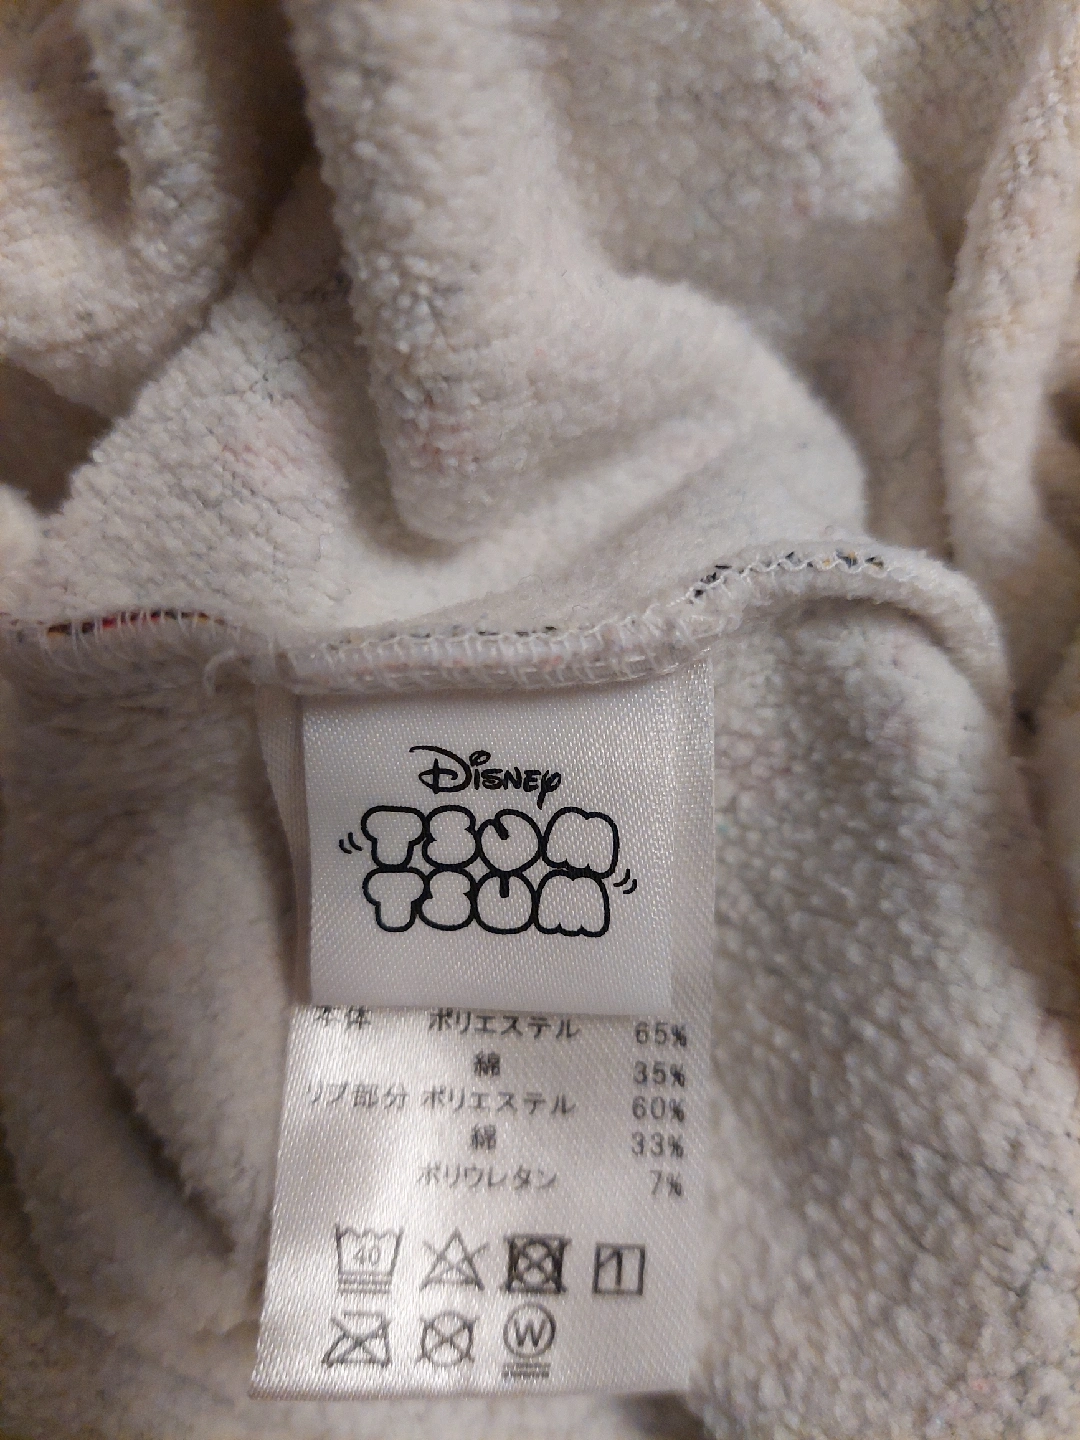 Disney
TSUM
TSUM
本体 ポリエステル 65%
綿 35%
リブ部分 ポリエステル 60%
綿 33%
ポリウレタン 7%
40
1
W